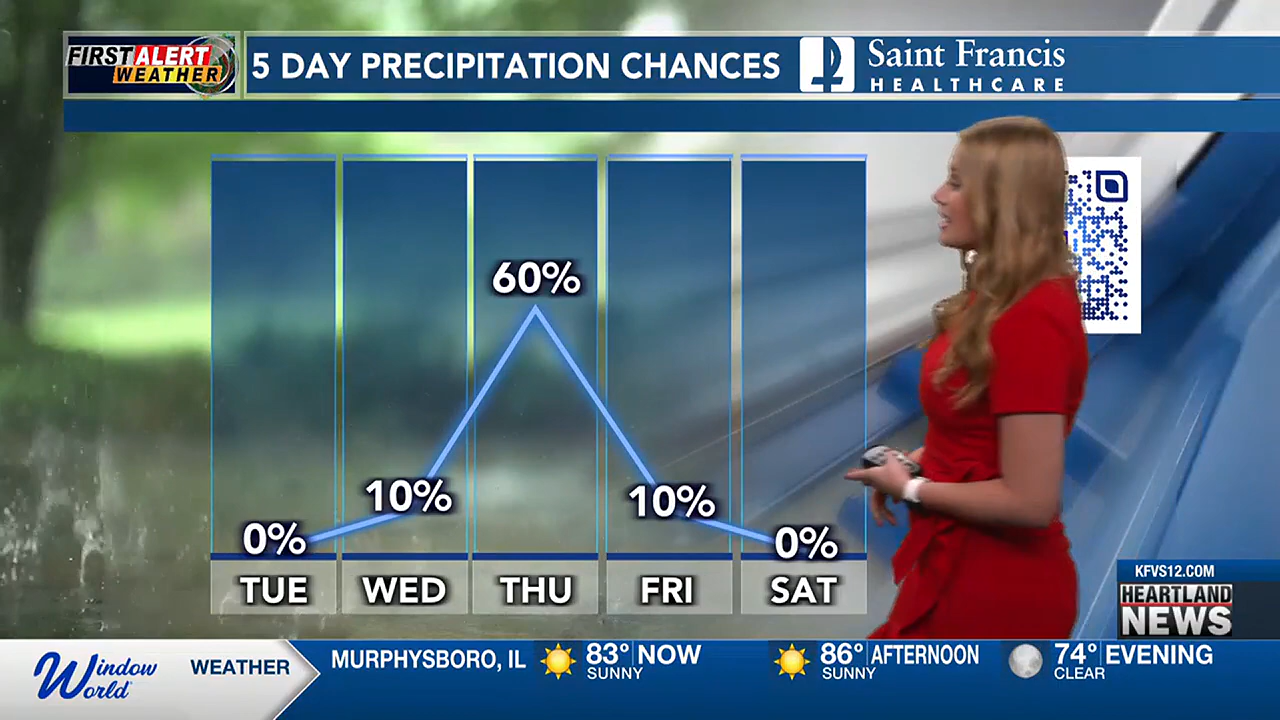 FIRST ALERT
WEATHER
5 DAY PRECIPITATION CHANCES
Saint Francis
HEALTHCARE
60%
10%
10%
0%
0%
TUE
WED
THU
FRI
SAT
KFVS12.COM
HEARTLAND
NEWS
Window
World
WEATHER
MURPHYSBORO, IL
83° NOW
SUNNY
86° AFTERNOON
SUNNY
74° EVENING
CLEAR